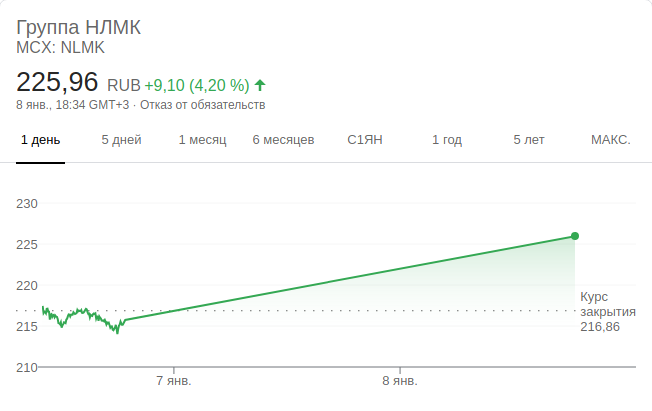 Группа НЛМК
MCX: NLMK
225,96 RUB +9,10 (4,20 %)
8 янв., 18:34 GMT+3 · Отказ от обязательств
1 день 5 дней 1 месяц 6 месяцев С1ЯН 1 год 5 лет МАКС.
230
225
220
215
210
Курс
закрытия
216,86
7 янв. 8 янв.